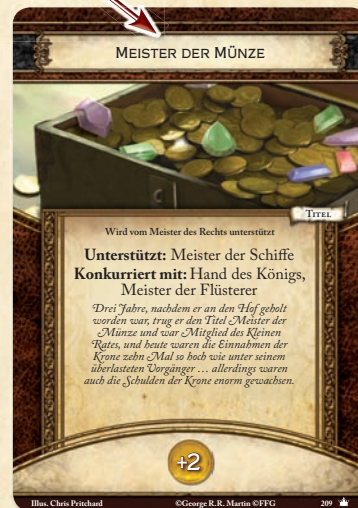 MEISTER DER MÜNZE
TITEL
Wird vom Meister des Rechts unterstützt
Unterstützt: Meister der Schiffe
Konkurriert mit: Hand des Königs,
Meister der Flüsterer
Drei Jahre, nachdem er an den Hof geholt
worden war, trug er den Titel Meister der
Münze und war Mitglied des Kleinen
Rates, und heute waren die Einnahmen der
Krone zehn Mal so hoch wie unter seinem
überlasteten Vorgänger … allerdings waren
auch die Schulden der Krone enorm gewachsen.
+2
Illus. Chris Pritchard ©George R.R. Martin ©FFG 209